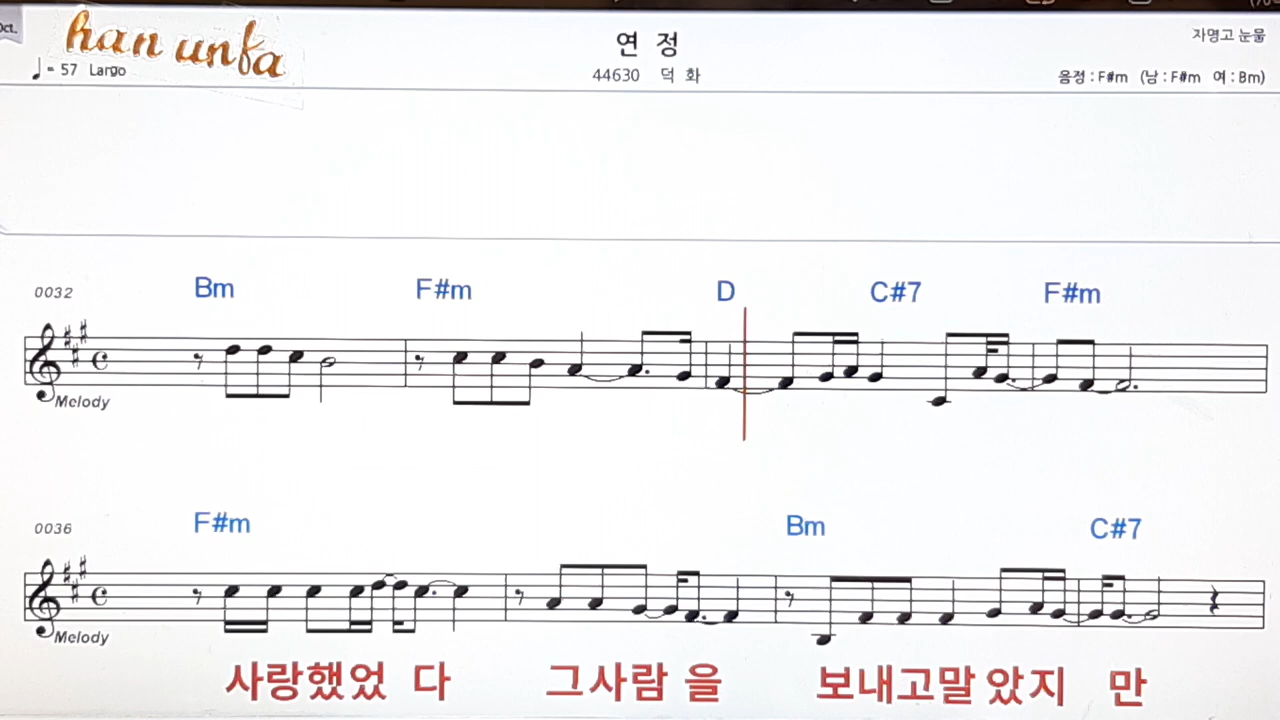 Oct.
han unfa
♩= 57 Largo
연 정
44630 덕 화
자명고 눈물
음정 : F#m (남 : F#m 여 : Bm)
0032 Bm F#m D C#7 F#m
Melody
0036 F#m Bm C#7
Melody
사랑했었 다 그사람 을 보내고말 았지 만